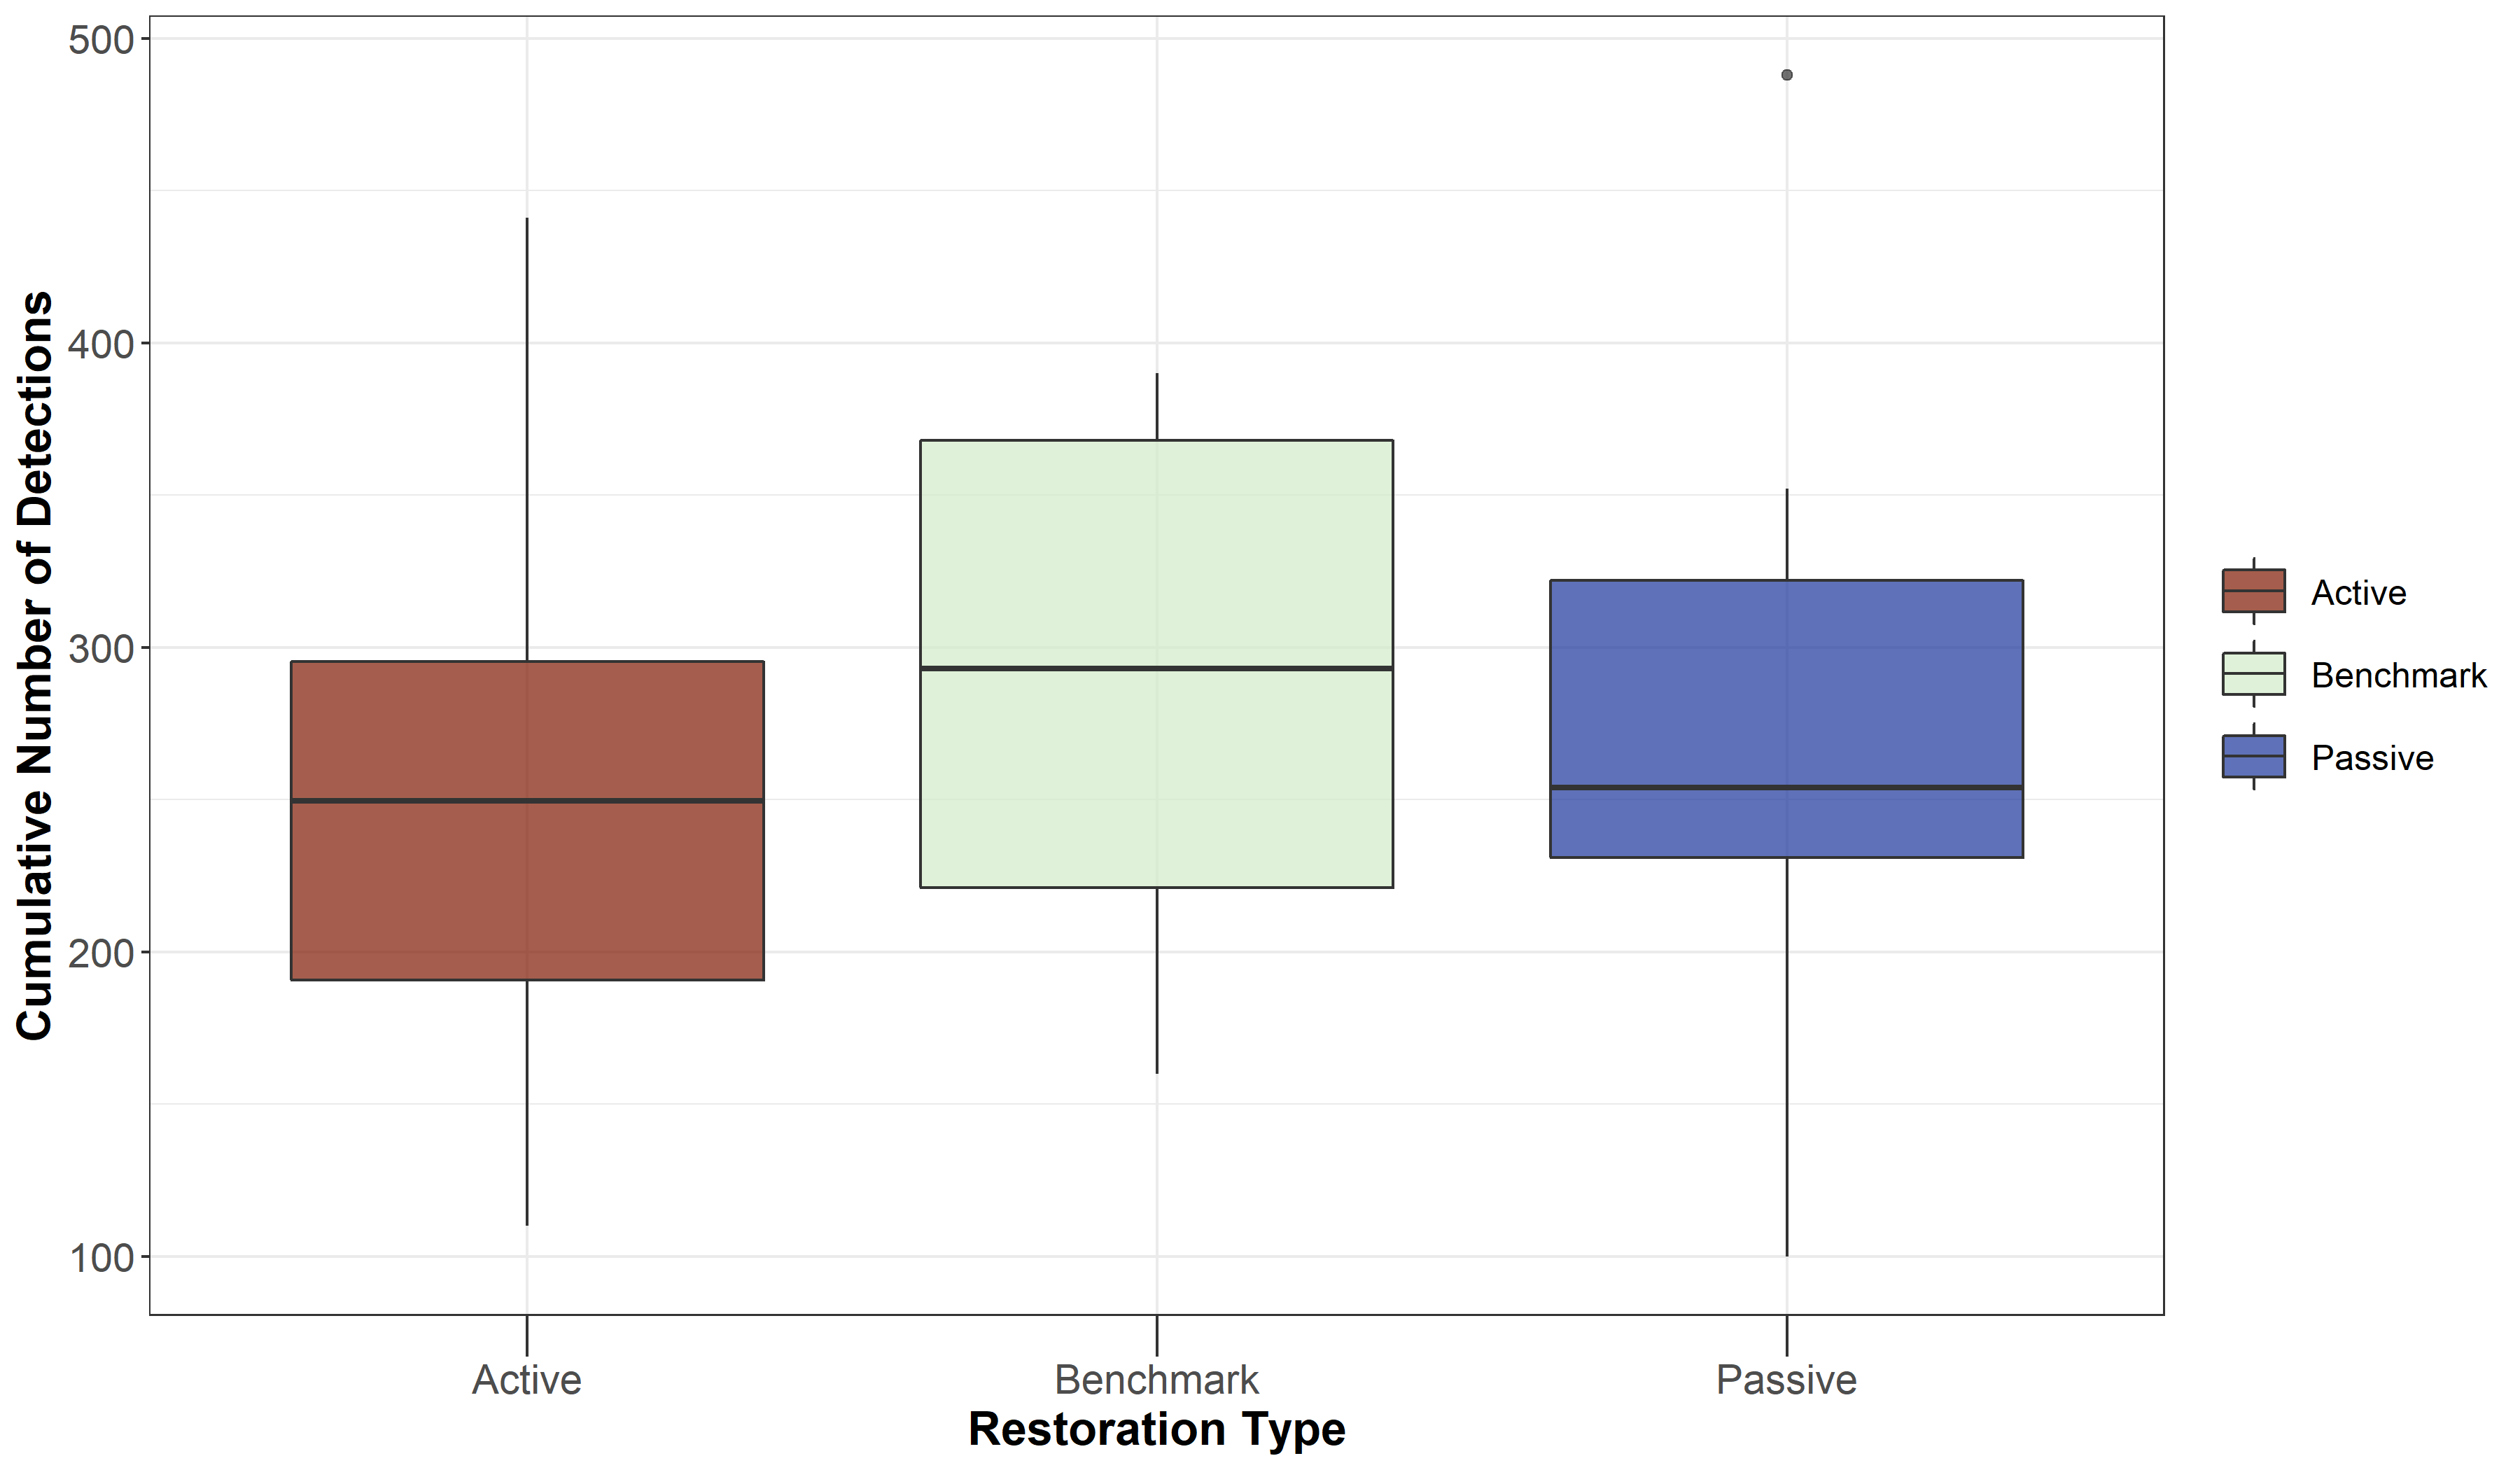 Cumulative Number of Detections
500
400
300
200
100
Active
Benchmark
Passive
Restoration Type
Active
Benchmark
Passive